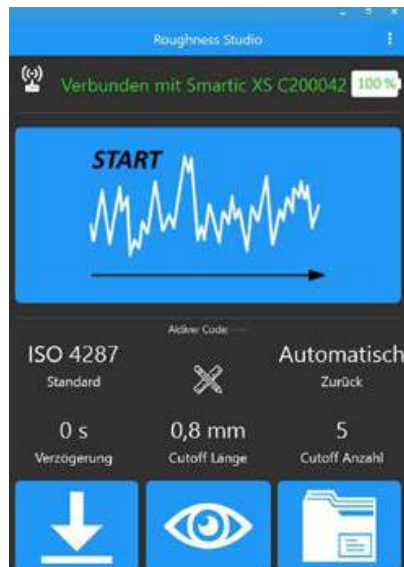 Roughness Studio
Verbunden mit Smartic XS C200042 100 %
START
Aktiver Code ----
ISO 4287 Automatisch
Standard Zurück
0 s 0,8 mm 5
Verzögerung Cutoff Länge Cutoff Anzahl